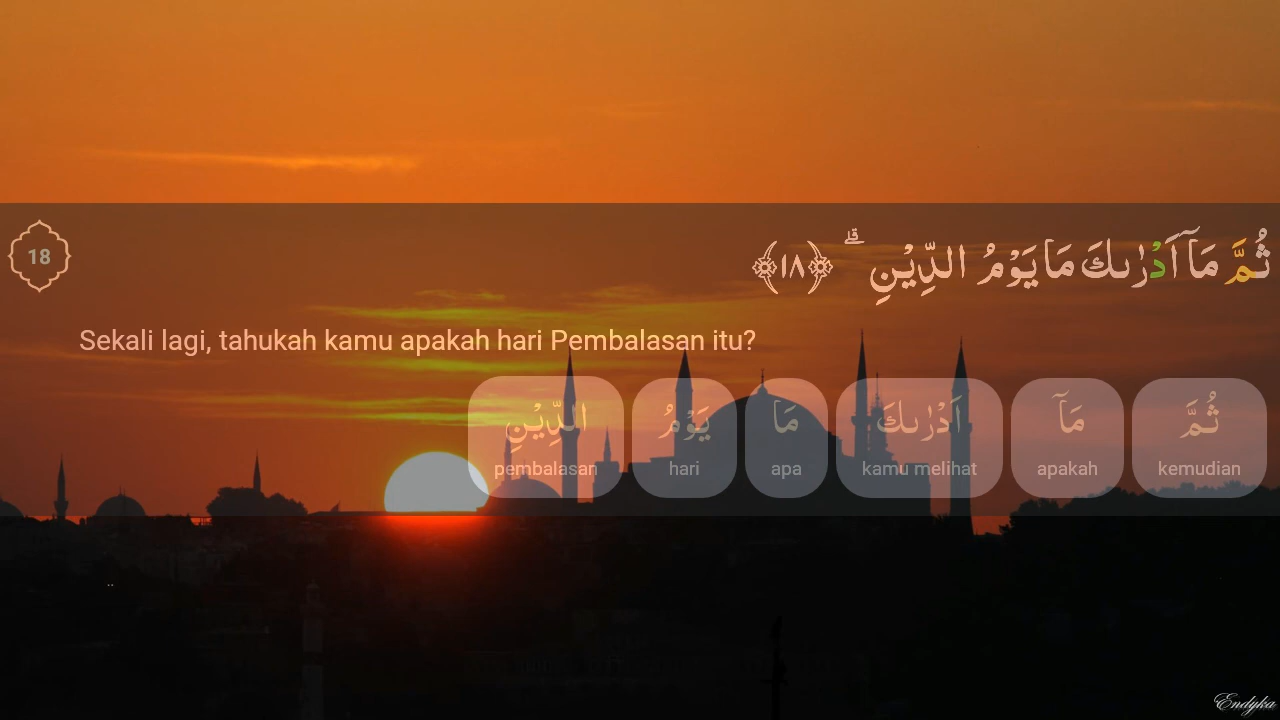 18
ثُمَّ مَآ اَدْرٰىكَ مَا يَوْمُ الدِّيْنِۗ ﴿١٨﴾
Sekali lagi, tahukah kamu apakah hari Pembalasan itu?
ثُمَّ مَآ اَدْرٰىكَ مَا يَوْمُ الدِّيْنِ
kemudian apakah kamu melihat apa hari pembalasan
Endyka